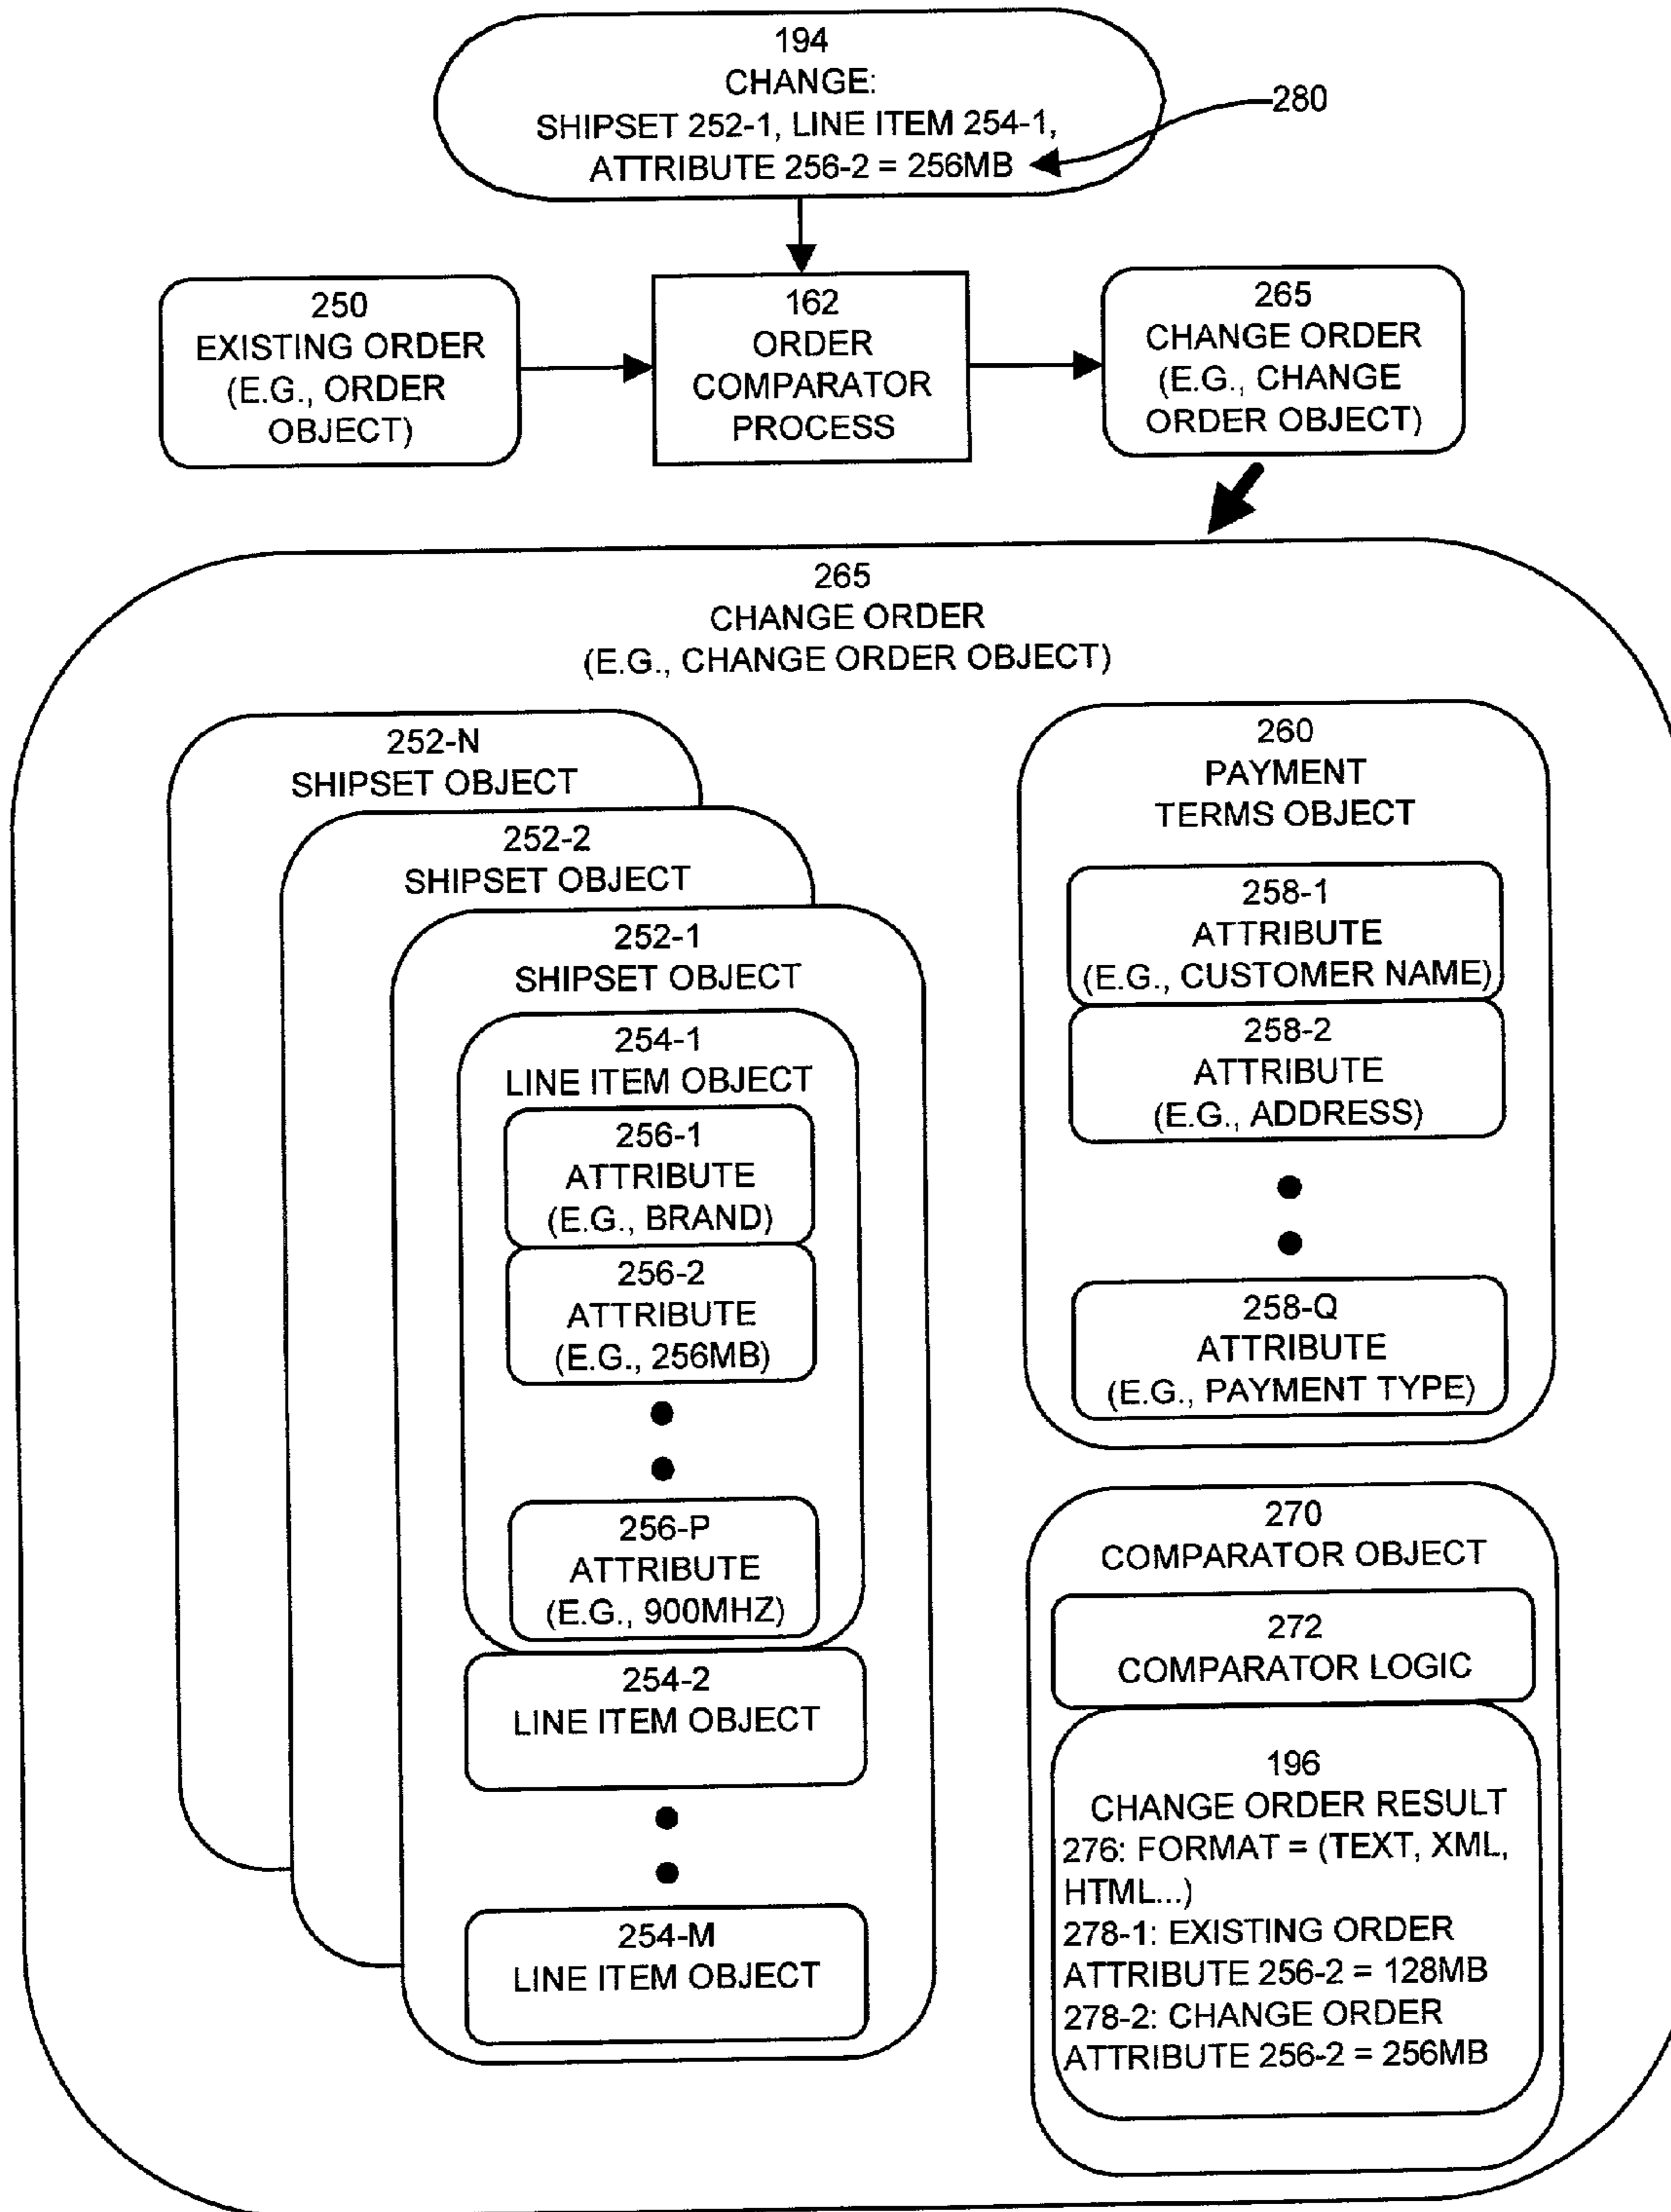 194
CHANGE:
SHIPSET 252-1, LINE ITEM 254-1,
ATTRIBUTE 256-2 = 256MB
280
250
EXISTING ORDER
(E.G., ORDER
OBJECT)
162
ORDER
COMPARATOR
PROCESS
265
CHANGE ORDER
(E.G., CHANGE
ORDER OBJECT)
265
CHANGE ORDER
(E.G., CHANGE ORDER OBJECT)
252-N
SHIPSET OBJECT
252-2
SHIPSET OBJECT
252-1
SHIPSET OBJECT
254-1
LINE ITEM OBJECT
256-1
ATTRIBUTE
(E.G., BRAND)
256-2
ATTRIBUTE
(E.G., 256MB)
256-P
ATTRIBUTE
(E.G., 900MHZ)
254-2
LINE ITEM OBJECT
254-M
LINE ITEM OBJECT
260
PAYMENT
TERMS OBJECT
258-1
ATTRIBUTE
(E.G., CUSTOMER NAME)
258-2
ATTRIBUTE
(E.G., ADDRESS)
258-Q
ATTRIBUTE
(E.G., PAYMENT TYPE)
270
COMPARATOR OBJECT
272
COMPARATOR LOGIC
196
CHANGE ORDER RESULT
276: FORMAT = (TEXT, XML,
HTML...)
278-1: EXISTING ORDER
ATTRIBUTE 256-2 = 128MB
278-2: CHANGE ORDER
ATTRIBUTE 256-2 = 256MB